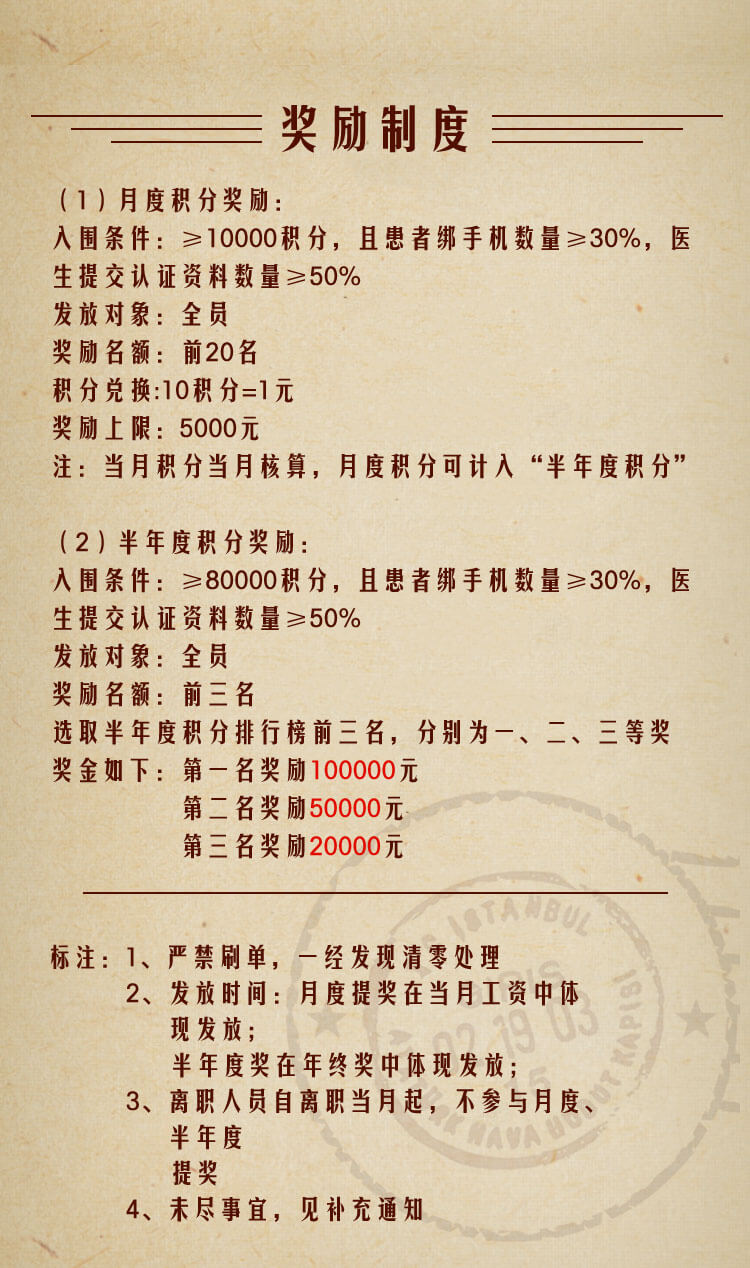 奖励制度
（1）月度积分奖励：
入围条件：≥10000积分，且患者绑手机数量≥30%，医
生提交认证资料数量≥50%
发放对象：全员
奖励名额：前20名
积分兑换:10积分=1元
奖励上限：5000元
注：当月积分当月核算，月度积分可计入“半年度积分”
（2）半年度积分奖励：
入围条件：≥80000积分，且患者绑手机数量≥30%，医
生提交认证资料数量≥50%
发放对象：全员
奖励名额：前三名
选取半年度积分排行榜前三名，分别为一、二、三等奖
奖金如下：第一名奖励100000元
第二名奖励50000元
第三名奖励20000元
标注：1、严禁刷单，一经发现清零处理
2、发放时间：月度提奖在当月工资中体
现发放；
半年度奖在年终奖中体现发放；
3、离职人员自离职当月起，不参与月度、
半年度
提奖
4、未尽事宜，见补充通知
ISTANBUL
02 19 03
HAVA HUDUT KAPISI